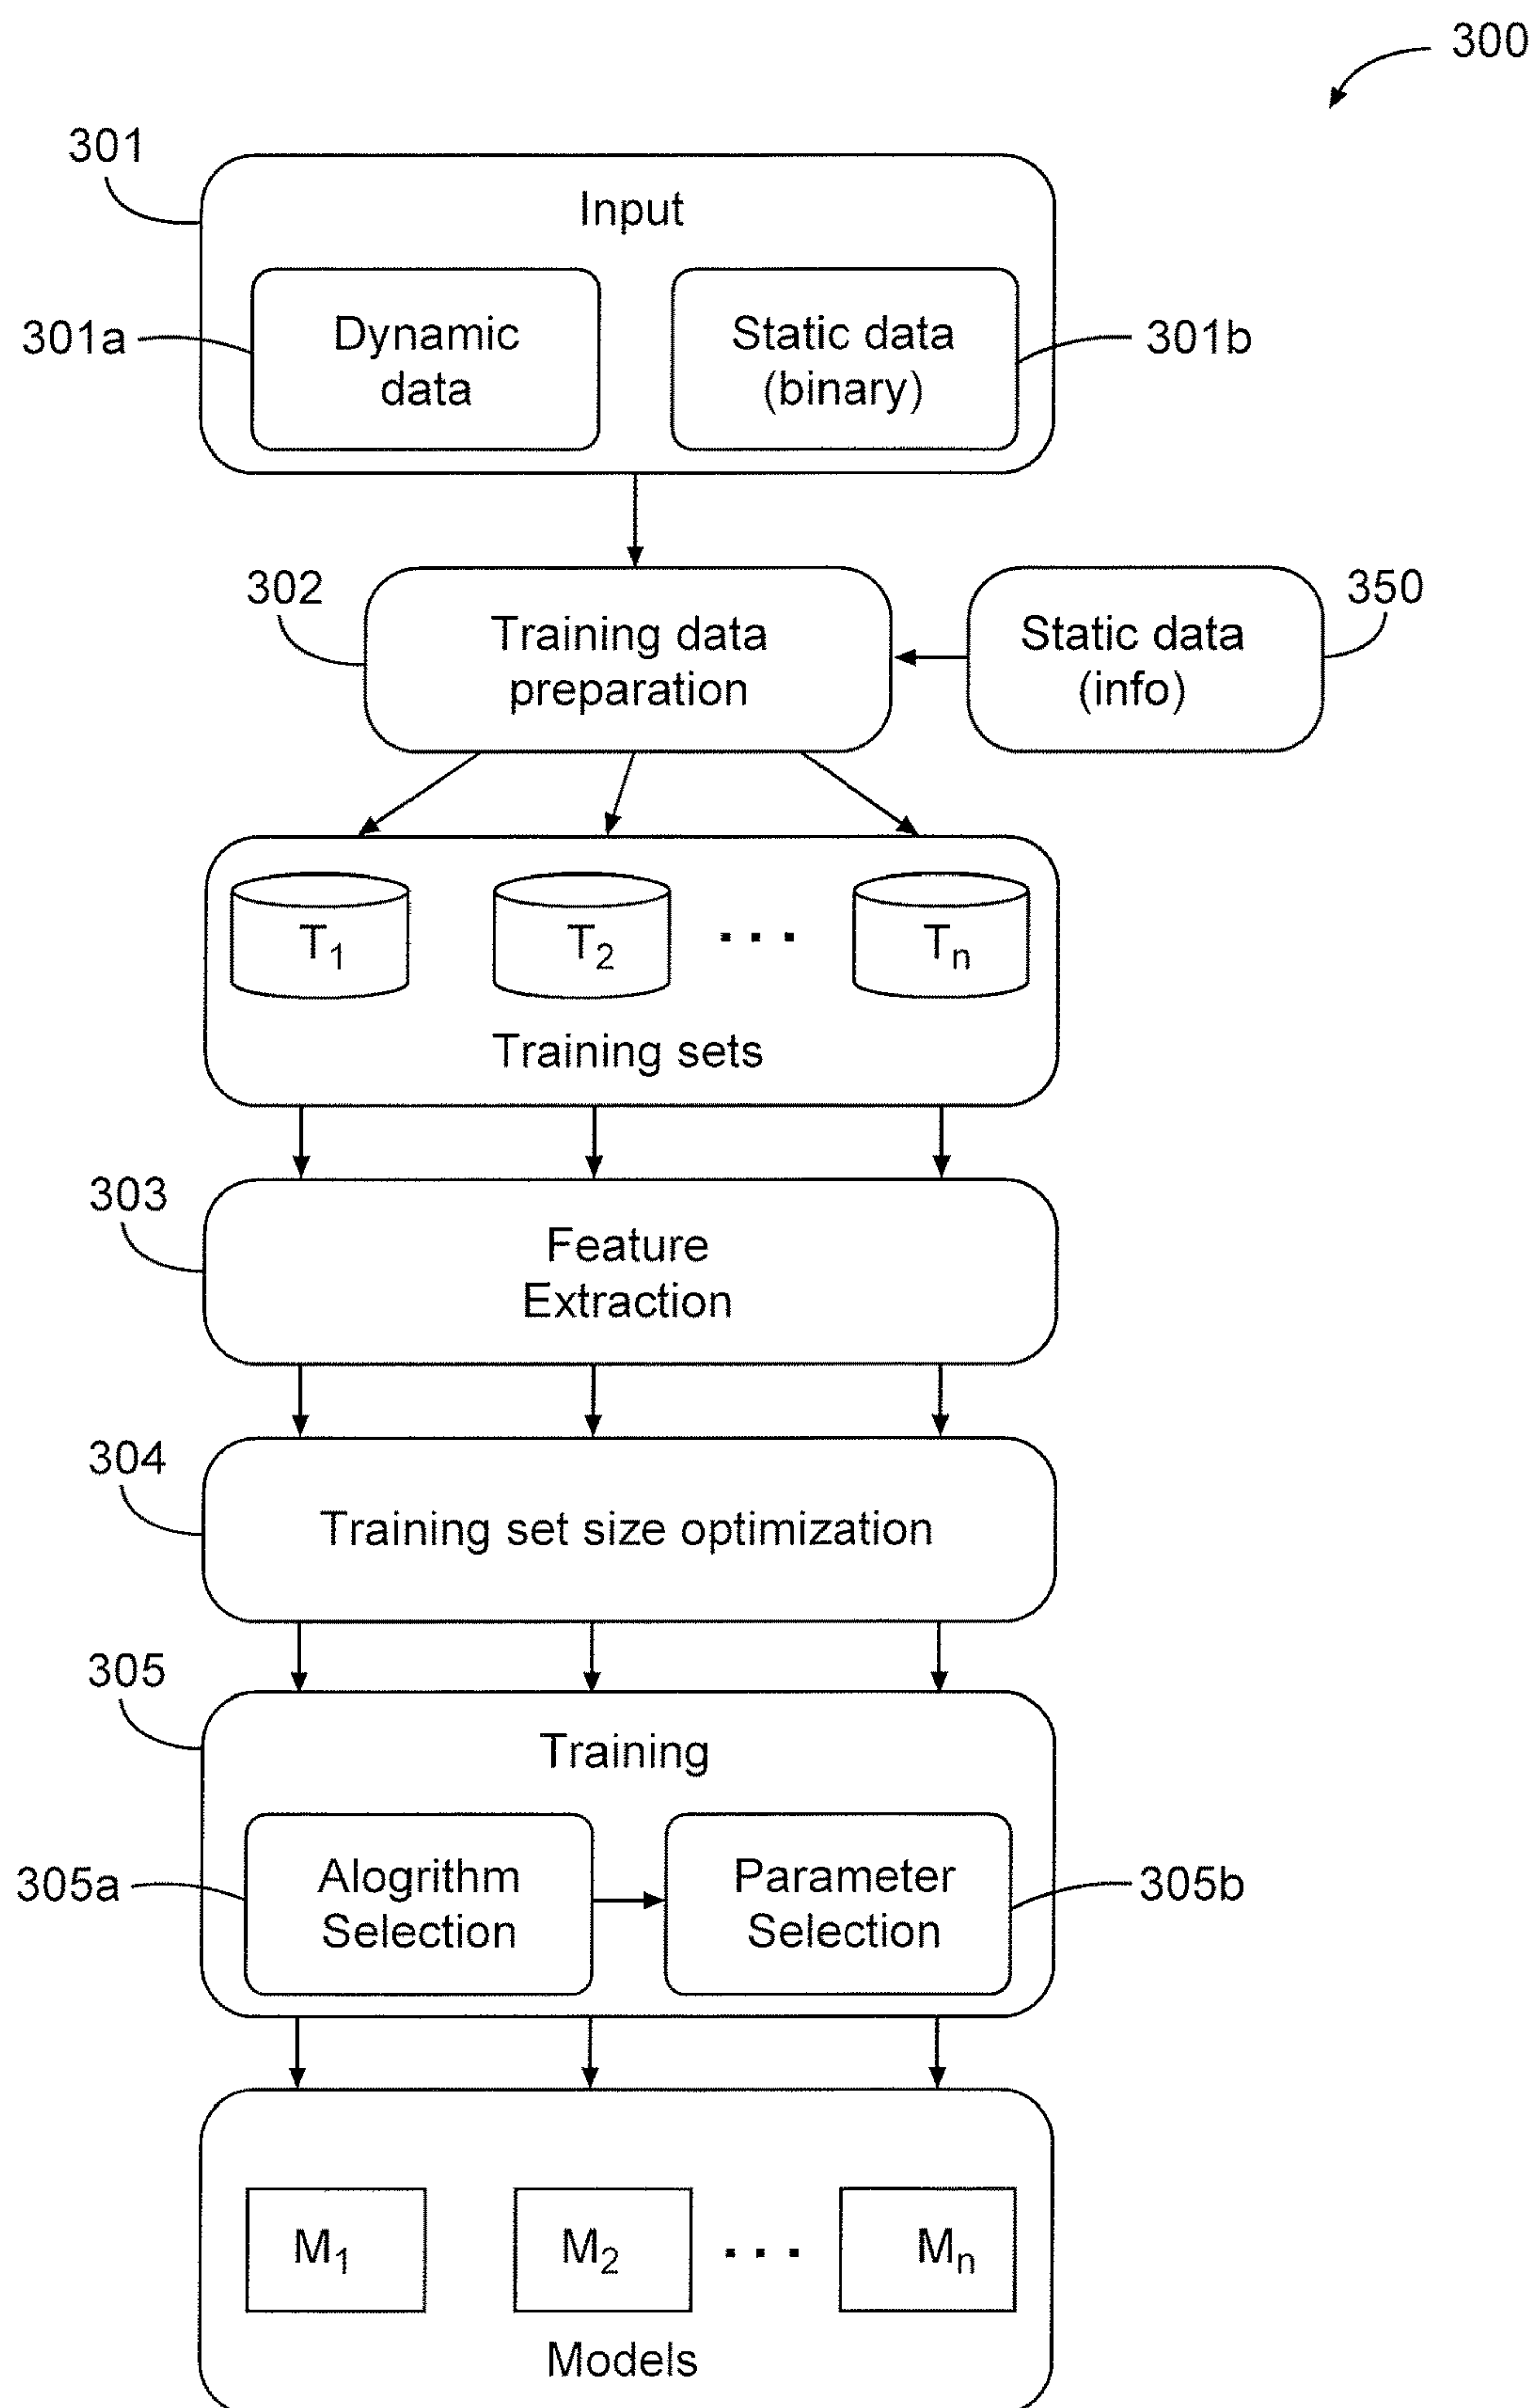 300
301
Input
301a
Dynamic
data
Static data
(binary)
301b
302
Training data
preparation
Static data
(info)
350
T1
T2
...
Tn
Training sets
303
Feature
Extraction
304
Training set size optimization
305
Training
305a
Alogrithm
Selection
Parameter
Selection
305b
M1
M2
...
Mn
Models